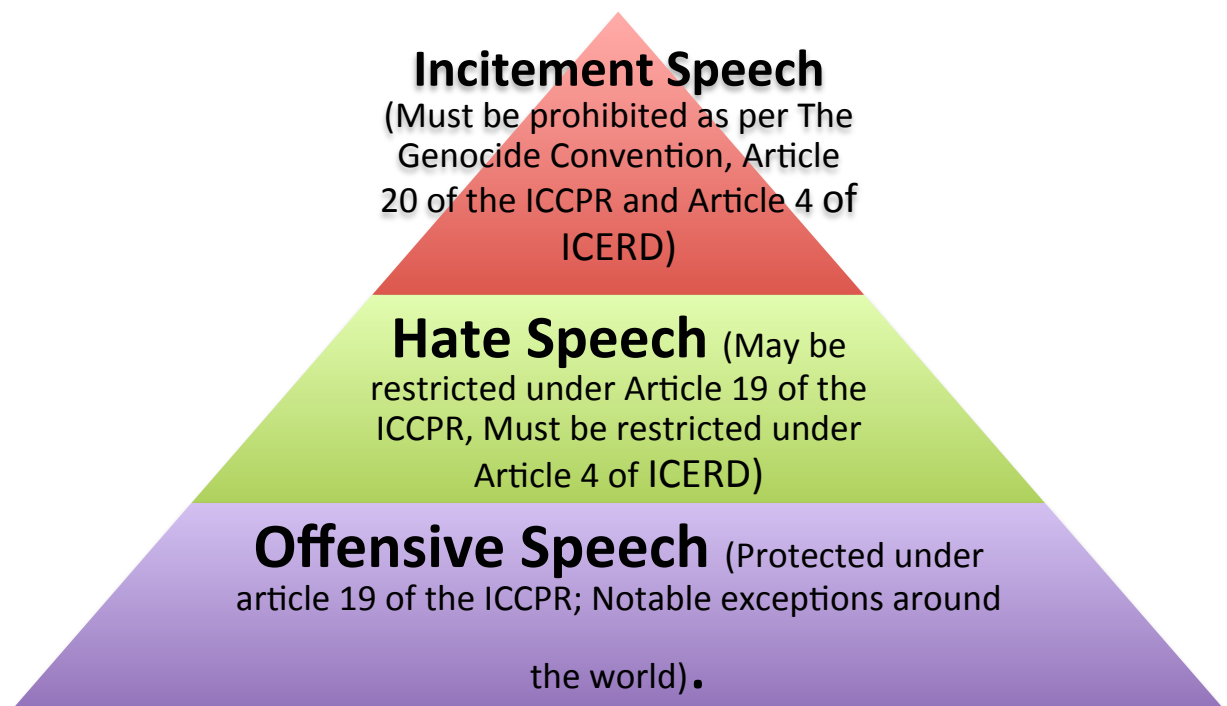 Incitement Speech
(Must be prohibited as per The
Genocide Convention, Article
20 of the ICCPR and Article 4 of
ICERD)
Hate Speech (May be
restricted under Article 19 of the
ICCPR, Must be restricted under
Article 4 of ICERD)
Offensive Speech (Protected under
article 19 of the ICCPR; Notable exceptions around
the world).